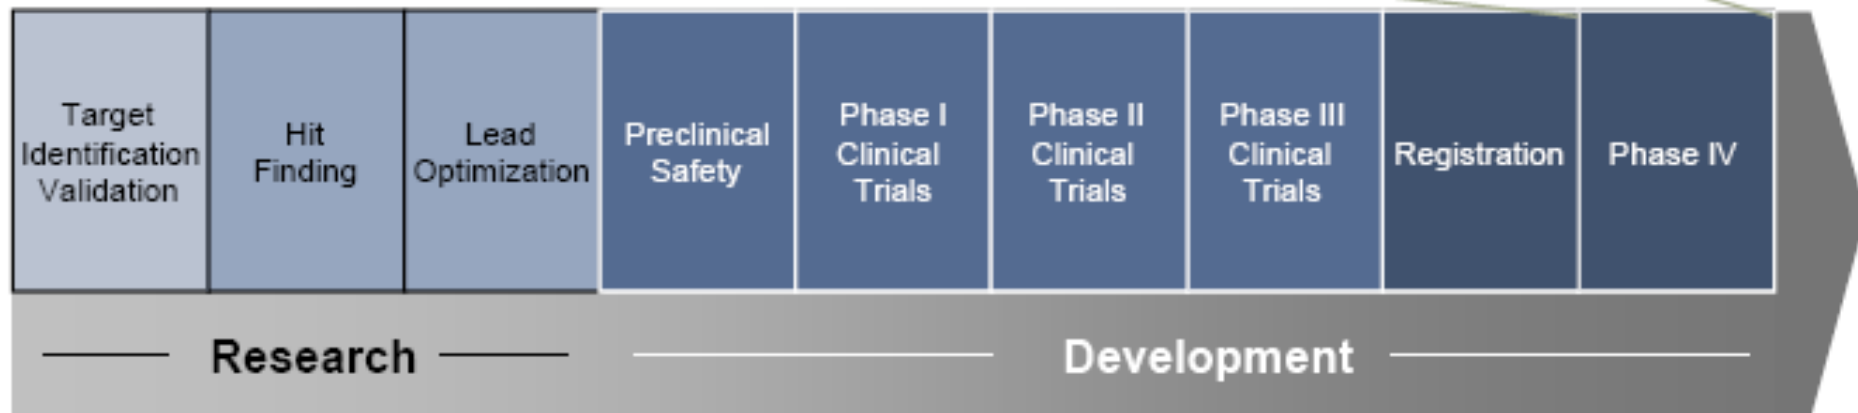 Target
Identification
Validation
Hit
Finding
Lead
Optimization
Preclinical
Safety
Phase I
Clinical
Trials
Phase II
Clinical
Trials
Phase III
Clinical
Trials
Registration
Phase IV
Research
Development